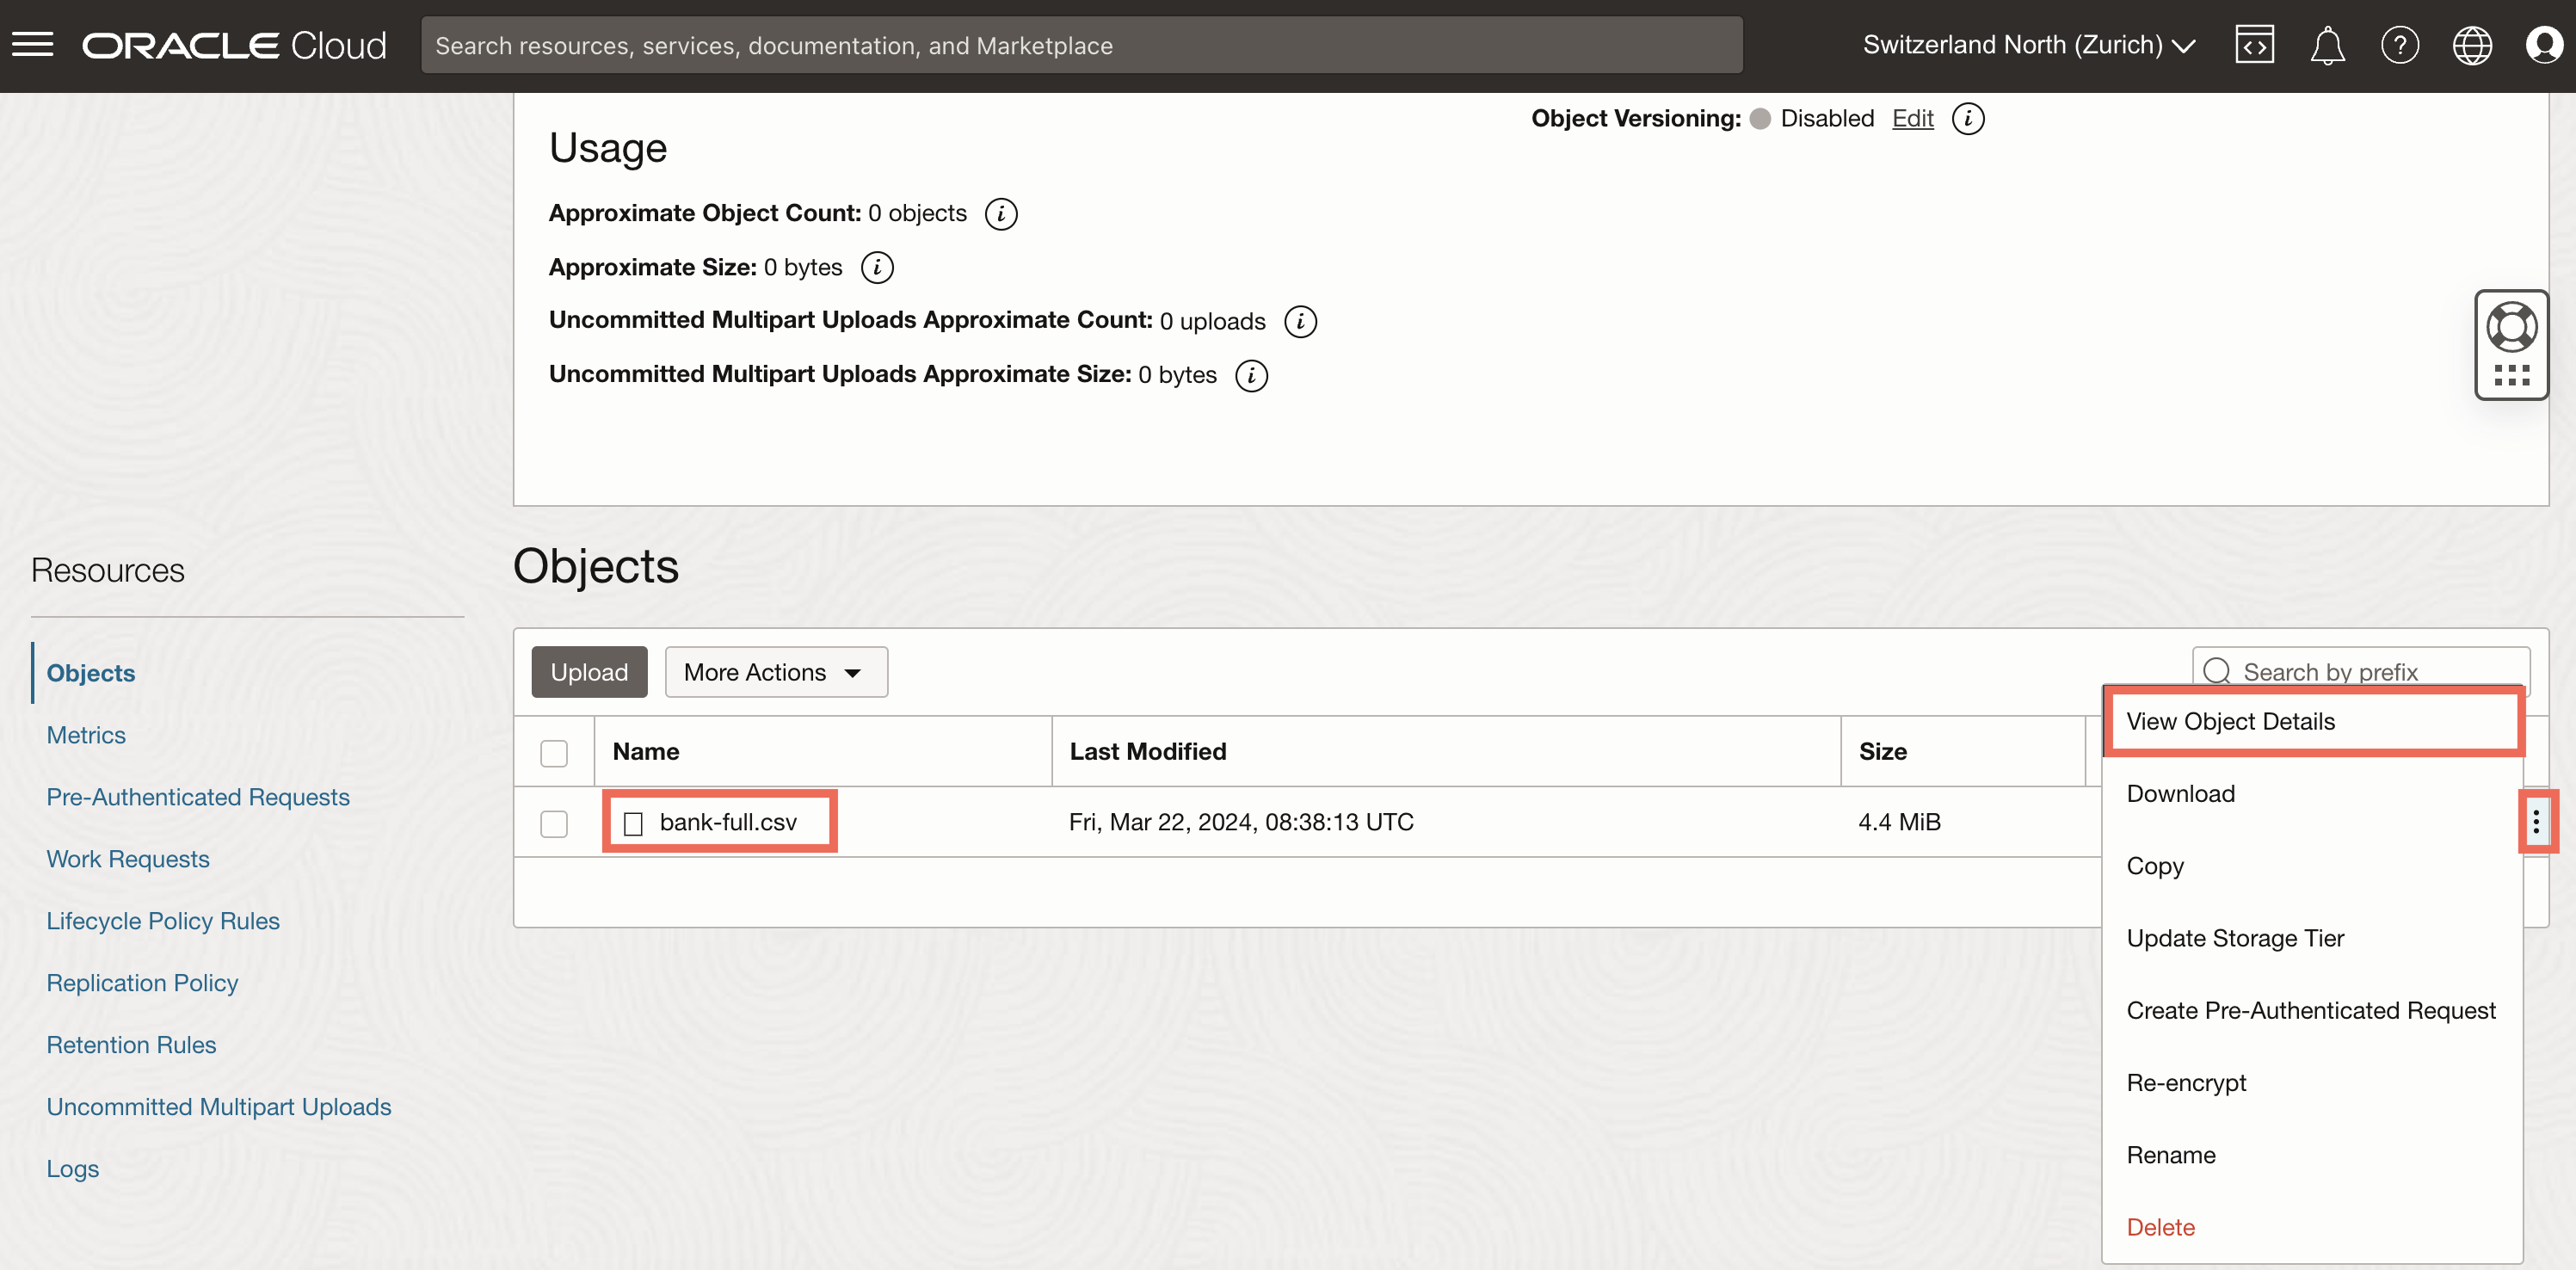 ORACLE Cloud
Search resources, services, documentation, and Marketplace
Switzerland North (Zurich)
Object Versioning: Disabled Edit
Usage
Approximate Object Count: 0 objects
Approximate Size: 0 bytes
Uncommitted Multipart Uploads Approximate Count: 0 uploads
Uncommitted Multipart Uploads Approximate Size: 0 bytes
Resources
Objects
Metrics
Pre-Authenticated Requests
Work Requests
Lifecycle Policy Rules
Replication Policy
Retention Rules
Uncommitted Multipart Uploads
Logs
Objects
Upload
More Actions
Search by prefix
Name Last Modified Size
bank-full.csv Fri, Mar 22, 2024, 08:38:13 UTC 4.4 MiB
View Object Details
Download
Copy
Update Storage Tier
Create Pre-Authenticated Request
Re-encrypt
Rename
Delete